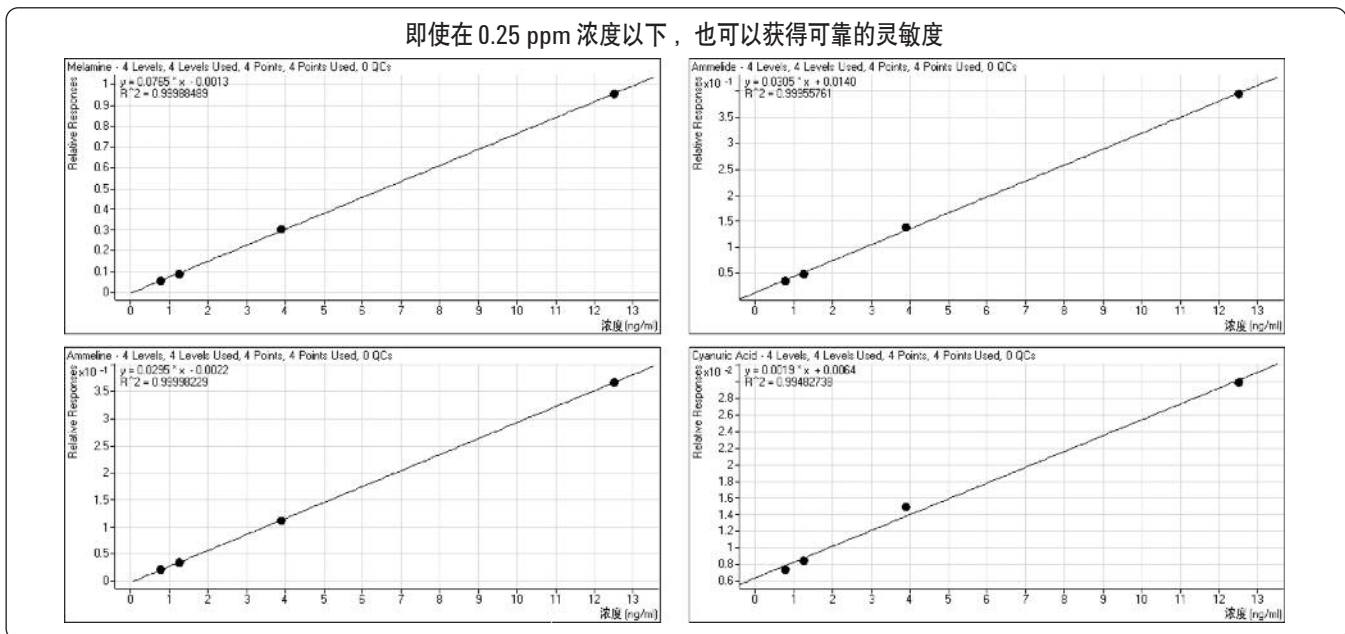 即使在 0.25 ppm 浓度以下，也可以获得可靠的灵敏度
Melamine - 4 Levels, 4 Levels Used, 4 Points, 4 Points Used, 0 QCs
y = 0.0765 * x - 0.0013
R^2 = 0.99988489
Relative Responses
1
0.9
0.8
0.7
0.6
0.5
0.4
0.3
0.2
0.1
0
0 1 2 3 4 5 6 7 8 9 10 11 12 13
浓度 (ng/ml)
Ammelide - 4 Levels, 4 Levels Used, 4 Points, 4 Points Used, 0 QCs
x10 -1
y = 0.0305 * x + 0.0140
R^2 = 0.99955761
Relative Responses
3.5
3
2.5
2
1.5
1
0.5
0 1 2 3 4 5 6 7 8 9 10 11 12 13
浓度 (ng/ml)
Ammeline - 4 Levels, 4 Levels Used, 4 Points, 4 Points Used, 0 QCs
x10 -1
y = 0.0295 * x - 0.0022
R^2 = 0.99998229
Relative Responses
3.5
3
2.5
2
1.5
1
0.5
0
0 1 2 3 4 5 6 7 8 9 10 11 12 13
浓度 (ng/ml)
Cyanuric Acid - 4 Levels, 4 Levels Used, 4 Points, 4 Points Used, 0 QCs
x10 -2
y = 0.0019 * x + 0.0064
R^2 = 0.99482738
Relative Responses
2.8
2.6
2.4
2.2
2
1.8
1.6
1.4
1.2
1
0.8
0.6
0 1 2 3 4 5 6 7 8 9 10 11 12 13
浓度 (ng/ml)